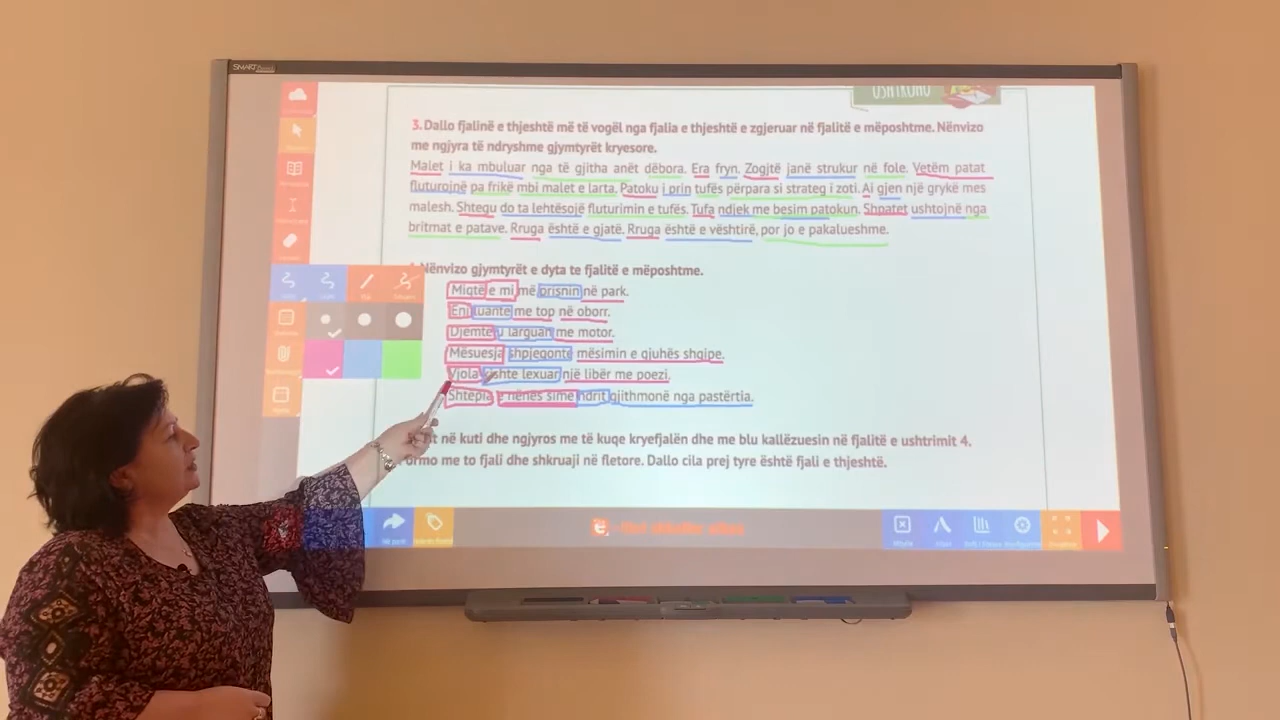 SMART Board
USHTROHU
3. Dallo fjalinë e thjeshtë më të vogël nga fjalia e thjeshtë e zgjeruar në fjalitë e mëposhtme. Nënvizo
me ngjyra të ndryshme gjymtyrët kryesore.
Malet i ka mbuluar nga të gjitha anët dëbora. Era fryn. Zogjtë janë strukur në fole. Vetëm patat
fluturojnë pa frikë mbi malet e larta. Patoku i prin tufës përpara si strateg i zoti. Ai gjen një grykë mes
malesh. Shtegu do ta lehtësojë fluturimin e tufës. Tufa ndjek me besim patokun. Shpatet ushtojnë nga
britmat e patave. Rruga është e gjatë. Rruga është e vështirë, por jo e pakalueshme.
Nënvizo gjymtyrët e dyta te fjalitë e mëposhtme.
Miqtë e mi më prisnin në park.
Eni luante me top në oborr.
Djemtë u larguan me motor.
Mësuesja shpjegonte mësimin e gjuhës shqipe.
Vjola kishte lexuar një libër me poezi.
Shtëpia e nënës sime ndrit gjithmonë nga pastërtia.
në kuti dhe ngjyros me të kuqe kryefjalën dhe me blu kallëzuesin në fjalitë e ushtrimit 4.
me to fjali dhe shkruaji në fletore. Dallo cila prej tyre është fjali e thjeshtë.